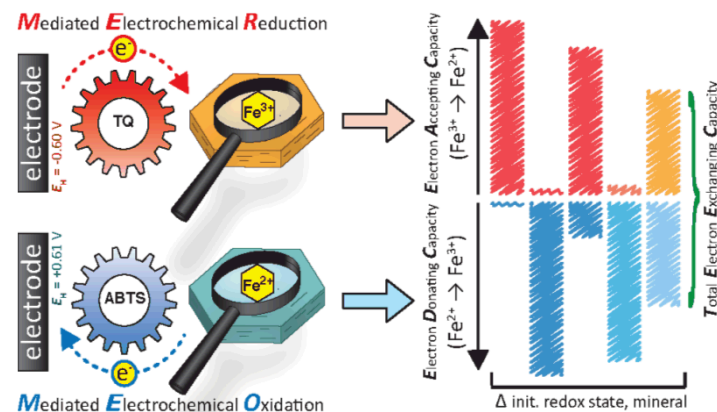 Mediated Electrochemical Reduction
e-
electrode
EH = -0.60 V
TQ
Fe3+
Electron Accepting Capacity
(Fe3+ → Fe2+)
electrode
EH = +0.61 V
ABTS
Fe2+
e-
Mediated Electrochemical Oxidation
Electron Donating Capacity
(Fe2+ → Fe3+)
Total Electron Exchanging Capacity
Δ init. redox state, mineral